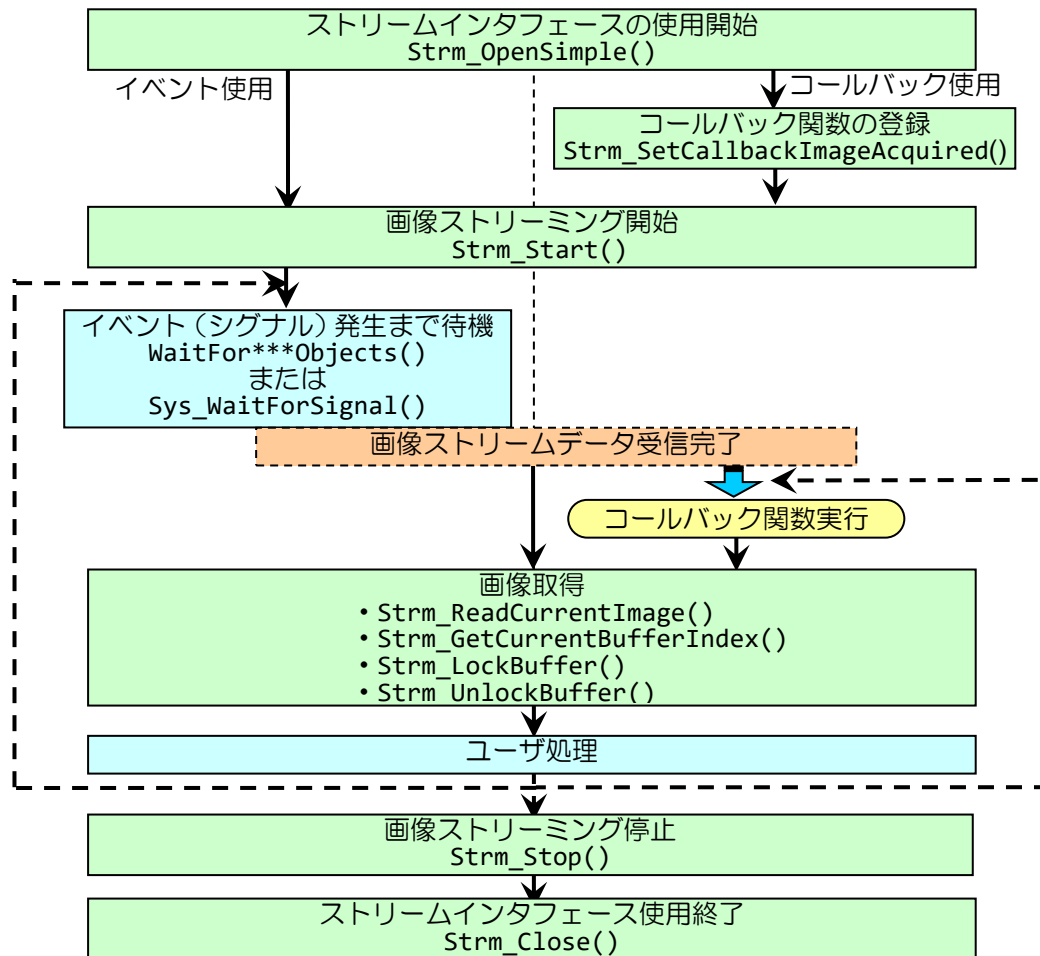 ストリームインタフェースの使用開始
Strm_OpenSimple()
イベント使用
コールバック使用
コールバック関数の登録
Strm_SetCallbackImageAcquired()
画像ストリーミング開始
Strm_Start()
イベント(シグナル)発生まで待機
WaitFor***Objects()
または
Sys_WaitForSignal()
画像ストリームデータ受信完了
コールバック関数実行
画像取得
・Strm_ReadCurrentImage()
・Strm_GetCurrentBufferIndex()
・Strm_LockBuffer()
・Strm_UnlockBuffer()
ユーザ処理
画像ストリーミング停止
Strm_Stop()
ストリームインタフェース使用終了
Strm_Close()